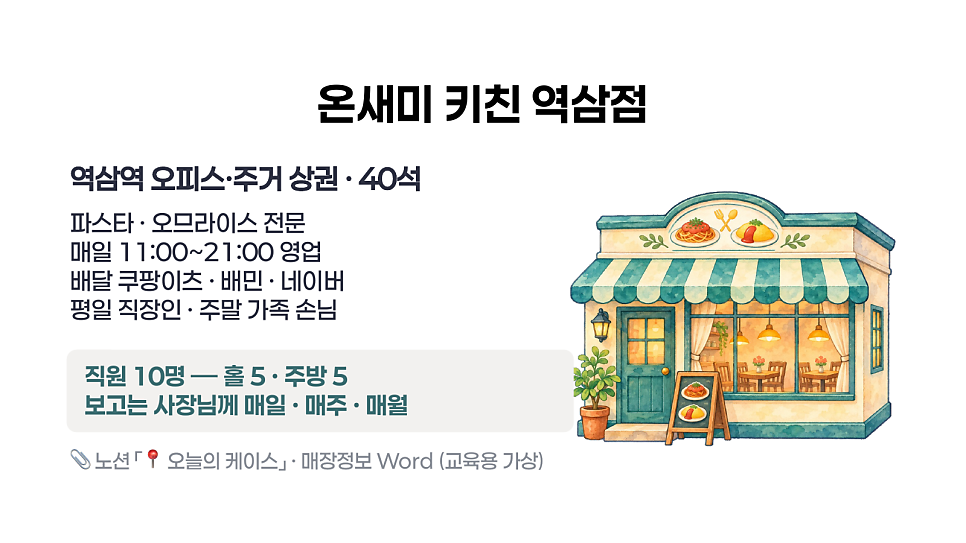 온새미 키친 역삼점
역삼역 오피스·주거 상권 · 40석
파스타 · 오므라이스 전문
매일 11:00~21:00 영업
배달 쿠팡이츠 · 배민 · 네이버
평일 직장인 · 주말 가족 손님
직원 10명 — 홀 5 · 주방 5
보고는 사장님께 매일 · 매주 · 매월
📎 노션 「📍 오늘의 케이스」 · 매장정보 Word (교육용 가상)